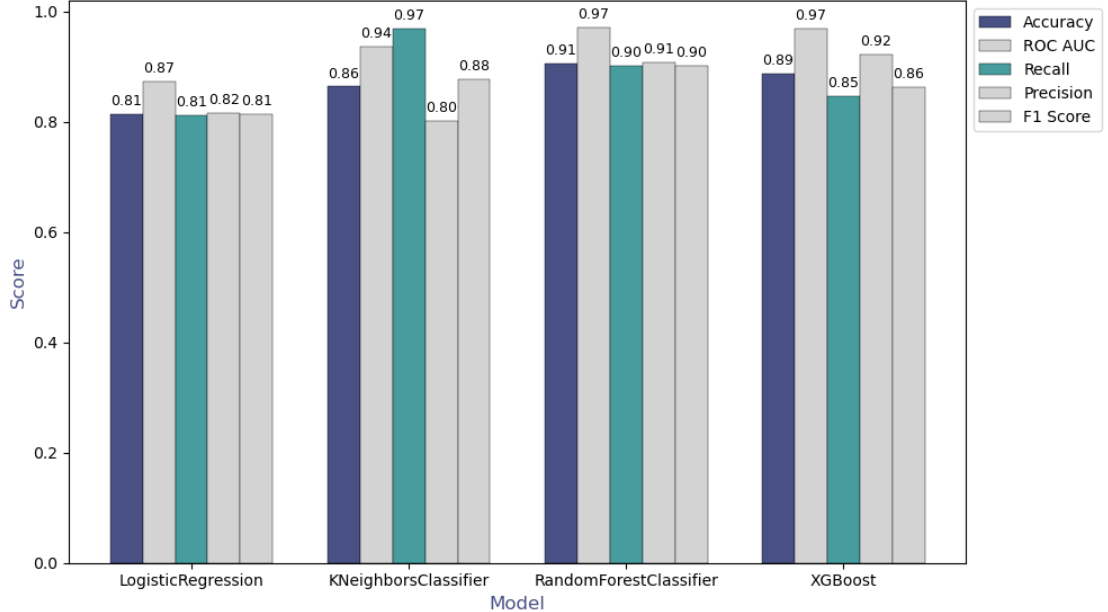 1.0
0.8
0.6
0.4
0.2
0.0
Score
0.81
0.87
0.81
0.82
0.81
0.86
0.94
0.97
0.80
0.88
0.91
0.97
0.90
0.91
0.90
0.89
0.97
0.85
0.92
0.86
LogisticRegression
KNeighborsClassifier
RandomForestClassifier
XGBoost
Model
Accuracy
ROC AUC
Recall
Precision
F1 Score